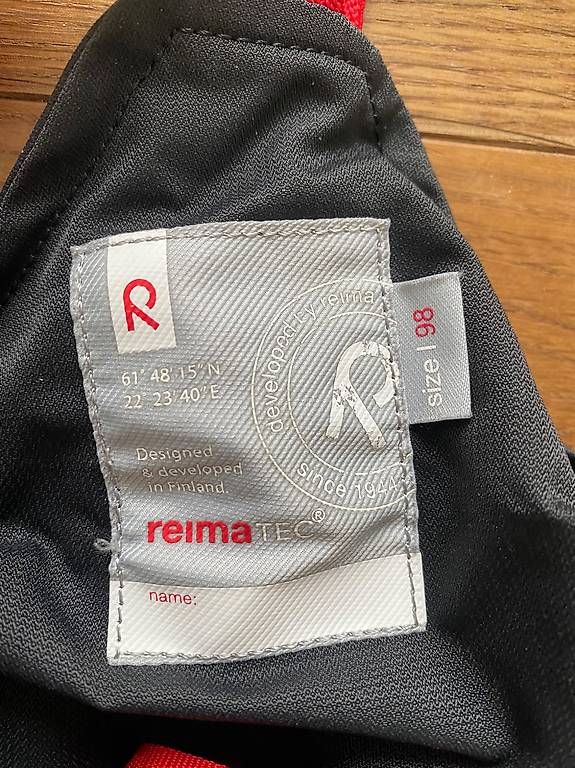 61° 48' 15"N
22° 23'40"E
Designed
& developed
in Finland.
reimaTEC®
name:
developed by reima
since 1944
size | 98